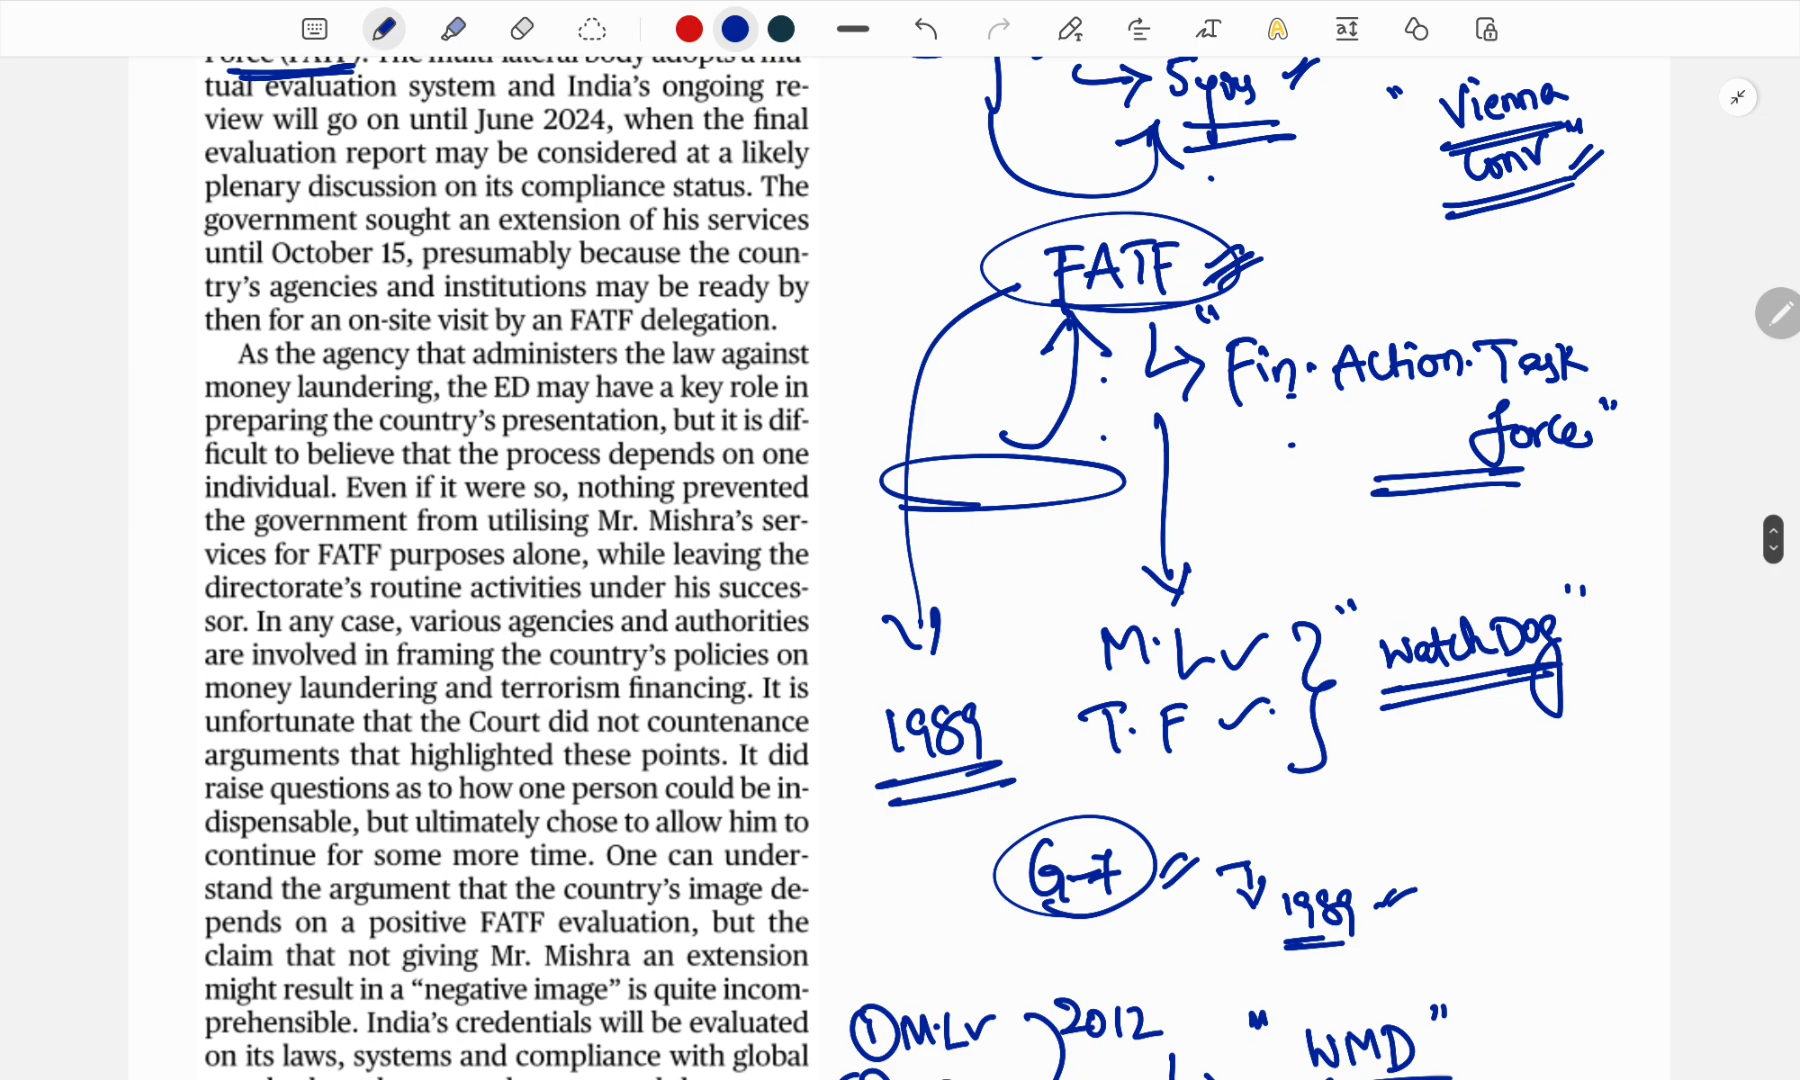 Force (FATF). The multi-lateral body adopts a mu-
tual evaluation system and India's ongoing re-
view will go on until June 2024, when the final
evaluation report may be considered at a likely
plenary discussion on its compliance status. The
government sought an extension of his services
until October 15, presumably because the coun-
try's agencies and institutions may be ready by
then for an on-site visit by an FATF delegation.
As the agency that administers the law against
money laundering, the ED may have a key role in
preparing the country's presentation, but it is dif-
ficult to believe that the process depends on one
individual. Even if it were so, nothing prevented
the government from utilising Mr. Mishra's ser-
vices for FATF purposes alone, while leaving the
directorate's routine activities under his succes-
sor. In any case, various agencies and authorities
are involved in framing the country's policies on
money laundering and terrorism financing. It is
unfortunate that the Court did not countenance
arguments that highlighted these points. It did
raise questions as to how one person could be in-
dispensable, but ultimately chose to allow him to
continue for some more time. One can under-
stand the argument that the country's image de-
pends on a positive FATF evaluation, but the
claim that not giving Mr. Mishra an extension
might result in a “negative image” is quite incom-
prehensible. India's credentials will be evaluated
on its laws, systems and compliance with global
5
" Vienna
Conv "
FATF
" Fin. Action. Task
force "
M.L
T.F
" WatchDog "
1989
G-7
1989
① M.L
2012
" WMD "